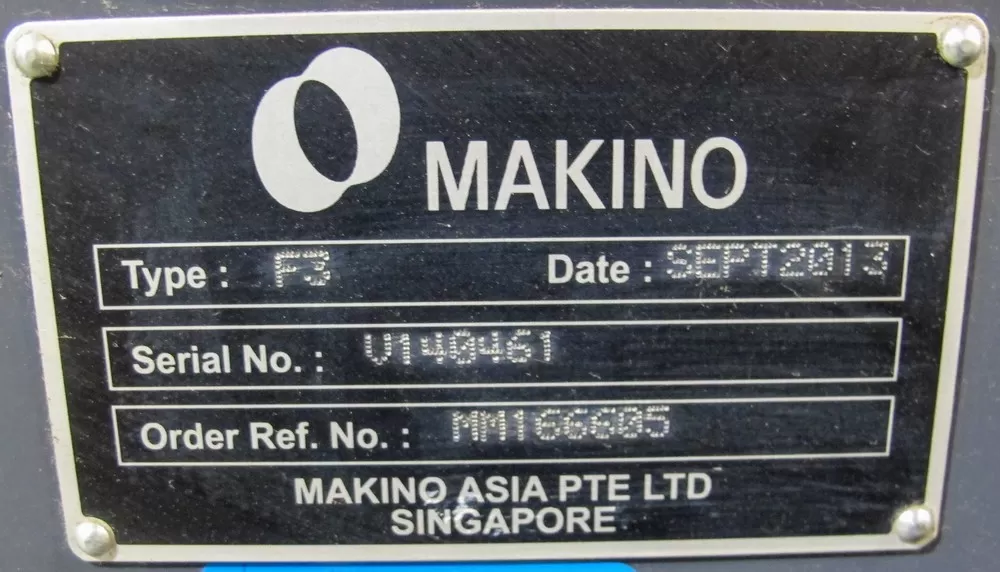 MAKINO
Type : F3 Date : SEPT2013
Serial No. : V140461
Order Ref. No. : MM166605
MAKINO ASIA PTE LTD
SINGAPORE